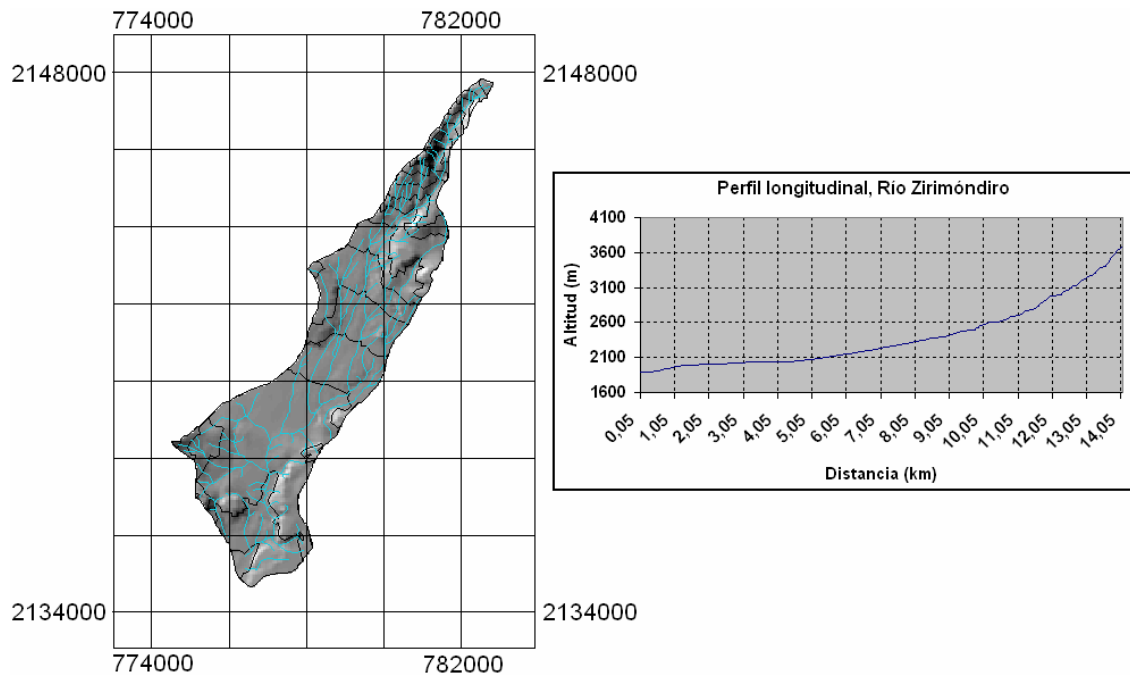 774000 782000
2148000 2148000
2134000 2134000
774000 782000
Perfil longitudinal, Río Zirimóndiro
Altitud (m)
4100
3600
3100
2600
2100
1600
0,05 1,05 2,05 3,05 4,05 5,05 6,05 7,05 8,05 9,05 10,05 11,05 12,05 13,05 14,05
Distancia (km)